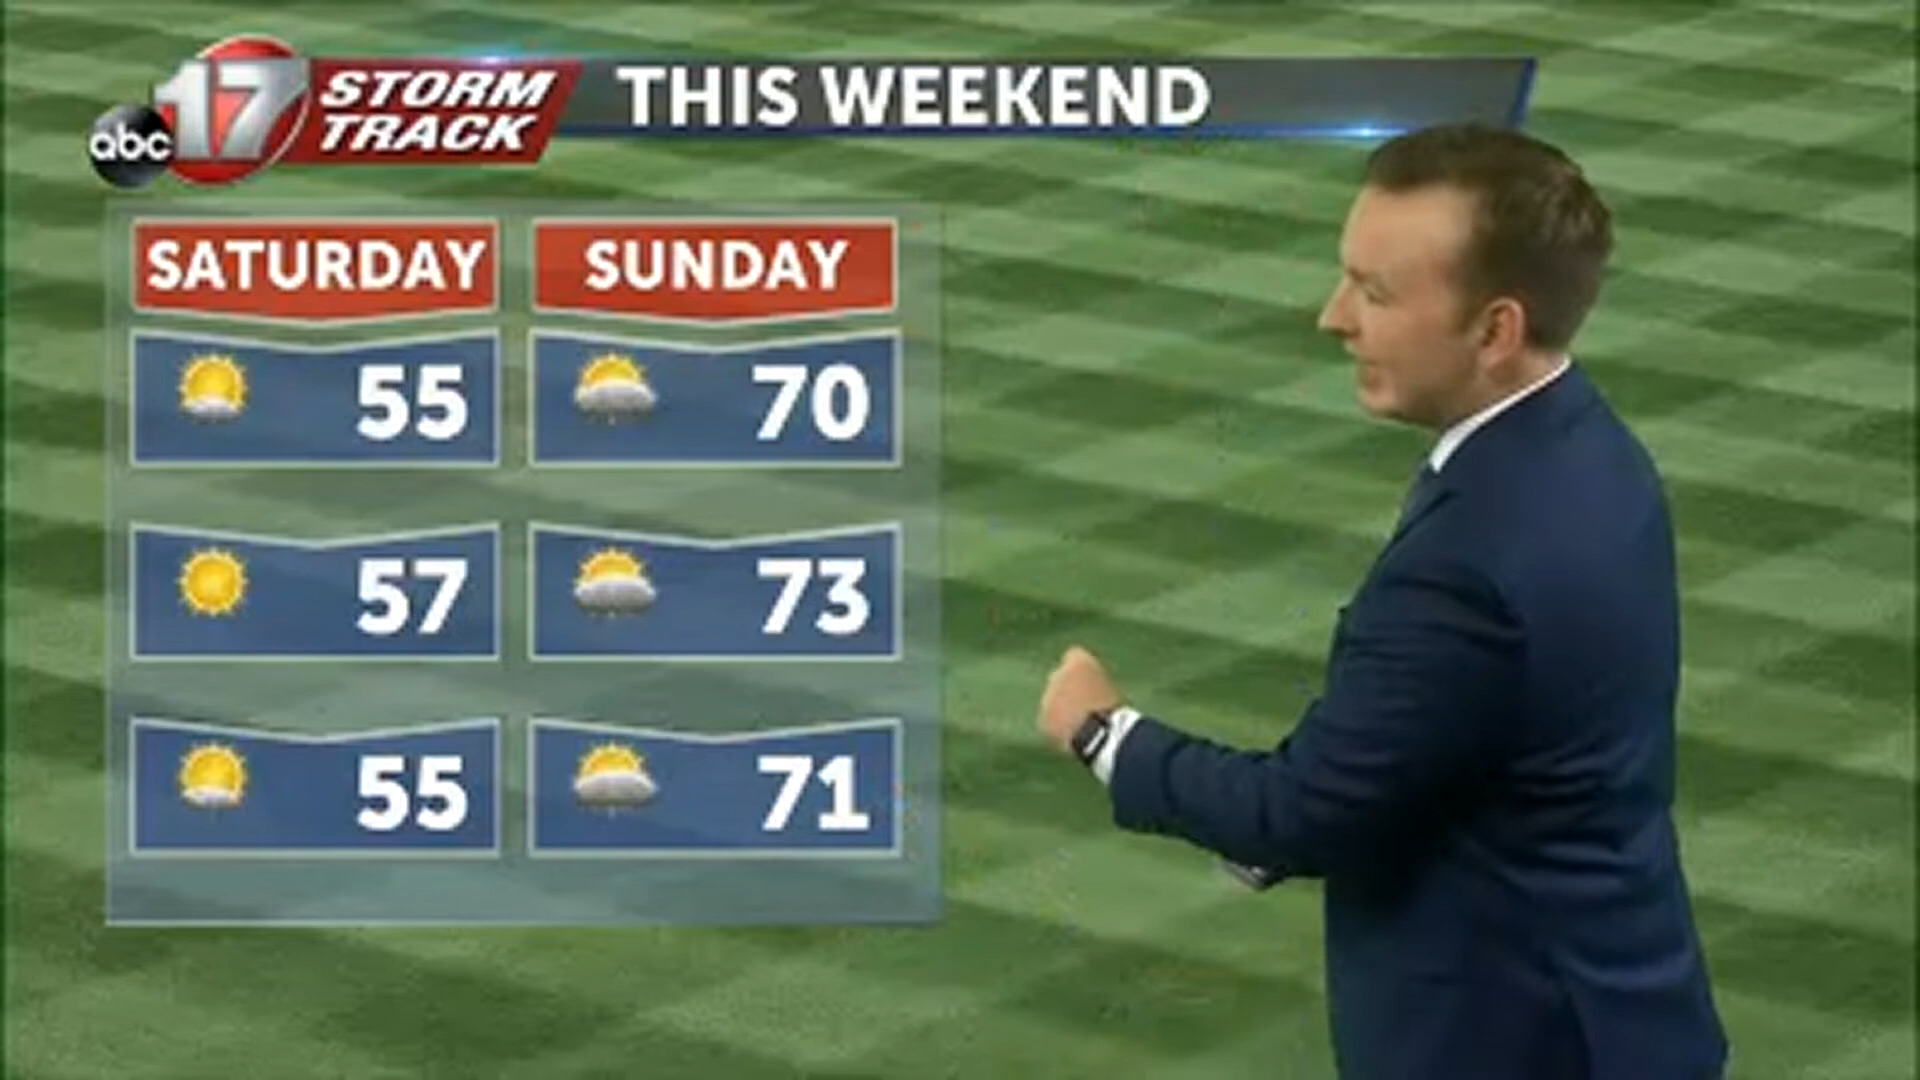 abc 17 STORM TRACK
THIS WEEKEND
SATURDAY SUNDAY
55 70
57 73
55 71